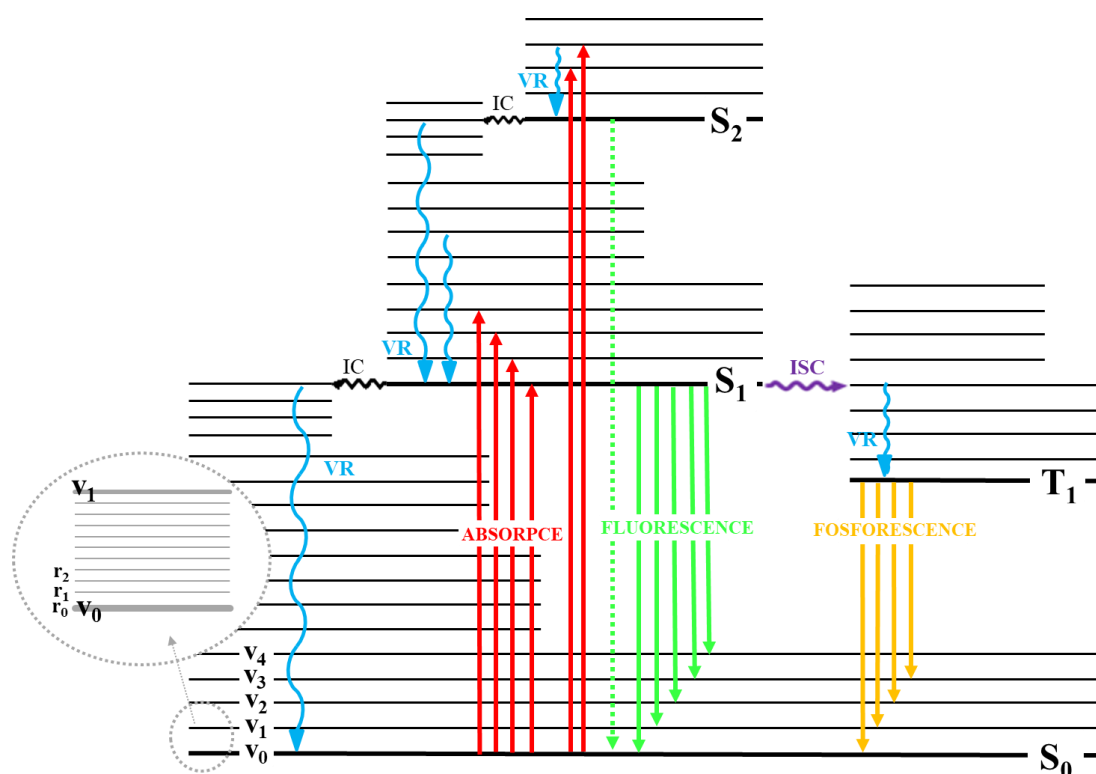 VR
IC
S2
VR
IC
S1
ISC
VR
VR
T1
v1
ABSORPCE
FLUORESCENCE
FOSFORESCENCE
r2
r1
r0
v0
v4
v3
v2
v1
v0
S0